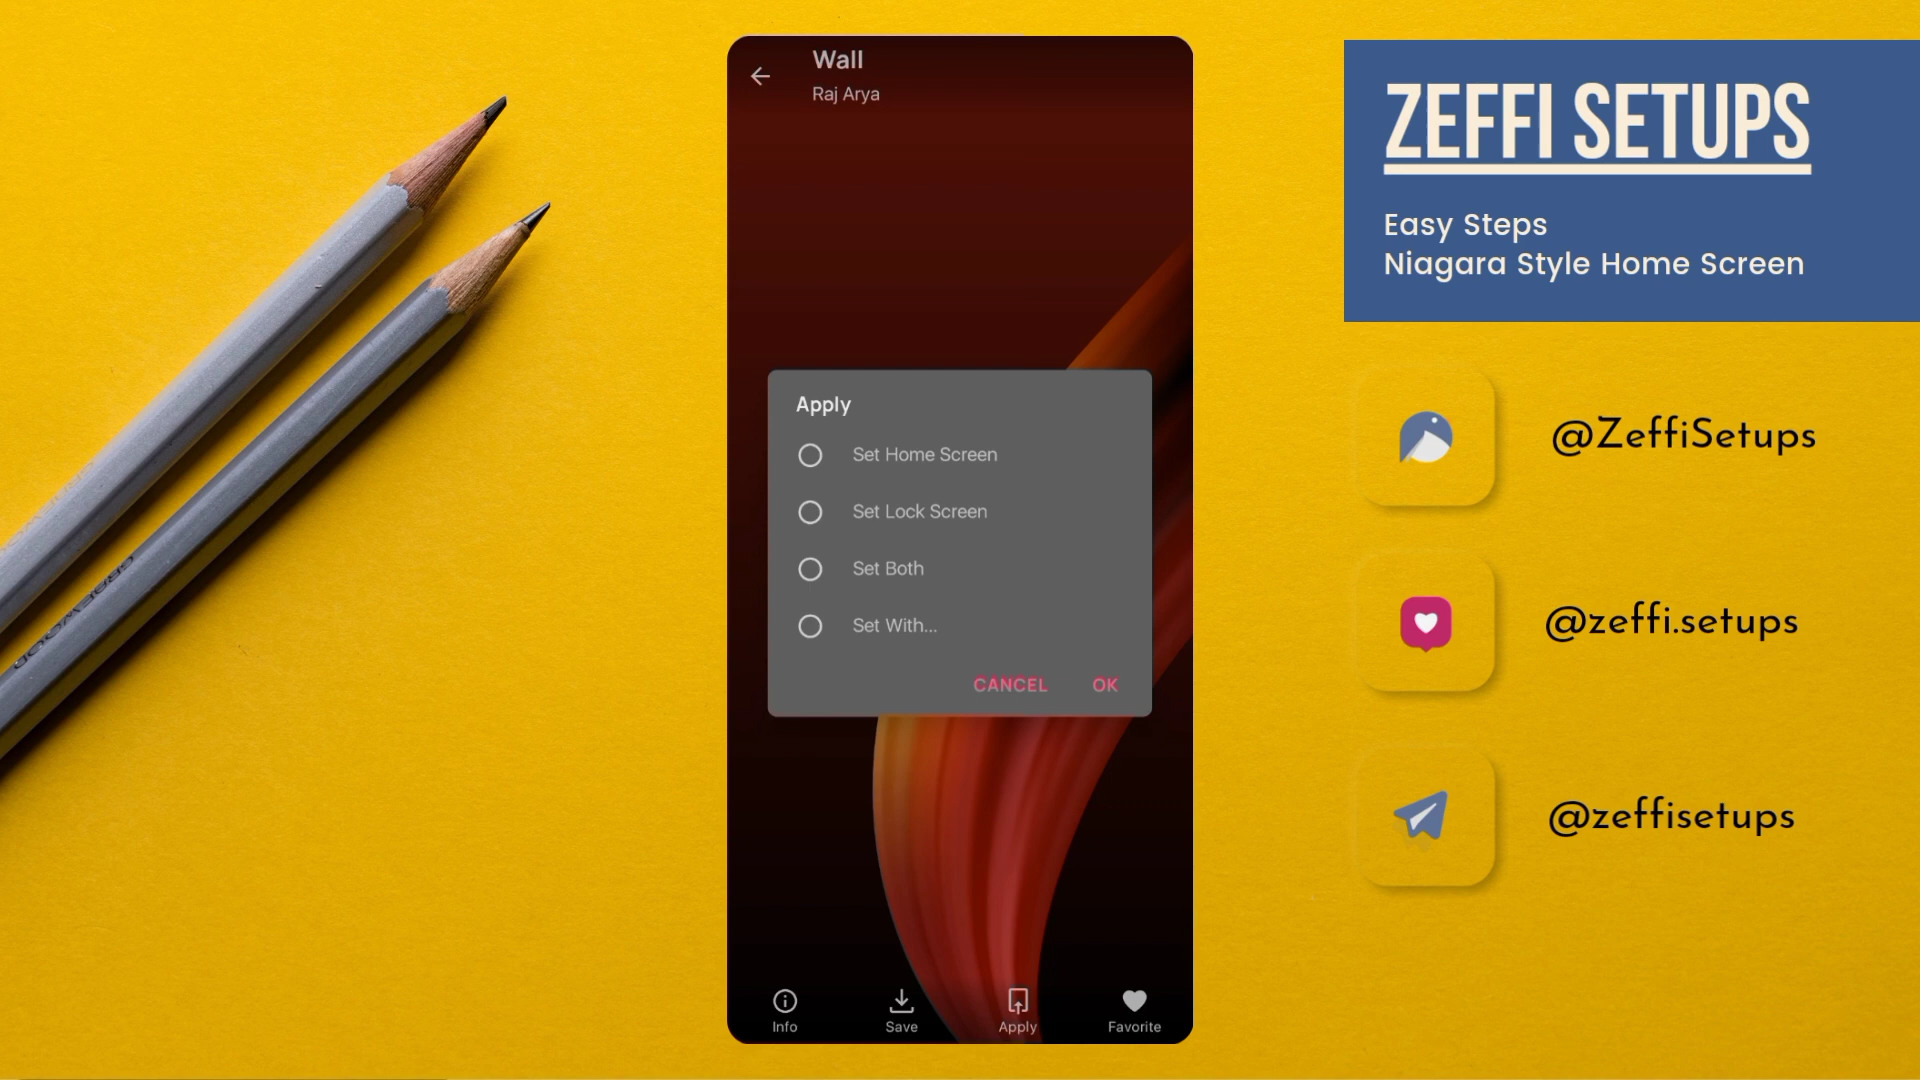 Wall
Raj Arya
Apply
Set Home Screen
Set Lock Screen
Set Both
Set With...
CANCEL OK
Info Save Apply Favorite
ZEFFI SETUPS
Easy Steps
Niagara Style Home Screen
@ZeffiSetups
@zeffi.setups
@zeffisetups